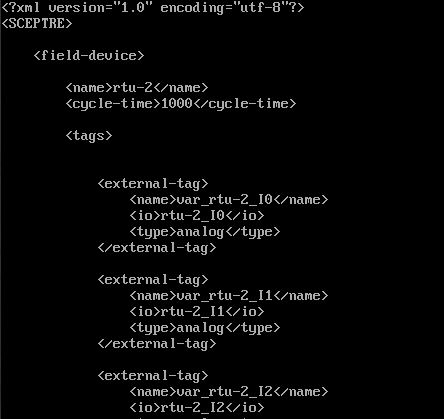 <?xml version="1.0" encoding="utf-8"?>
<SCEPTRE>
<field-device>
<name>rtu-2</name>
<cycle-time>1000</cycle-time>
<tags>
<external-tag>
<name>var_rtu-2_I0</name>
<io>rtu-2_I0</io>
<type>analog</type>
</external-tag>
<external-tag>
<name>var_rtu-2_I1</name>
<io>rtu-2_I1</io>
<type>analog</type>
</external-tag>
<external-tag>
<name>var_rtu-2_I2</name>
<io>rtu-2_I2</io>